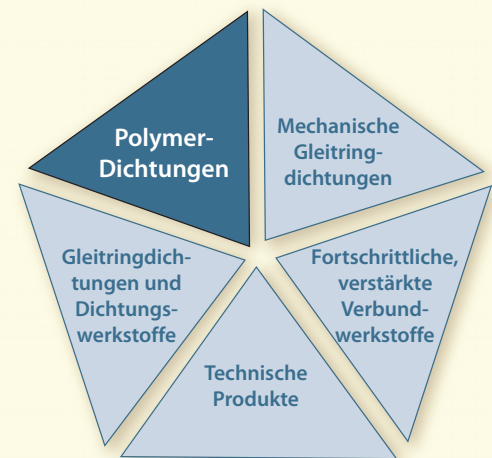 Polymer-
Dichtungen
Mechanische
Gleitring-
dichtungen
Gleitringdich-
tungen und
Dichtungs-
werkstoffe
Fortschrittliche,
verstärkte
Verbund-
werkstoffe
Technische
Produkte